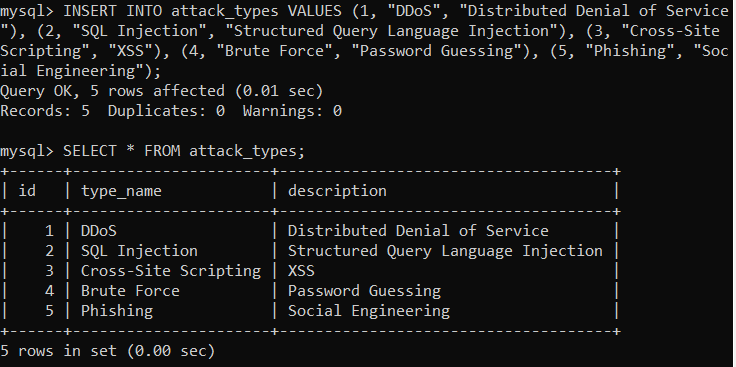 mysql> INSERT INTO attack_types VALUES (1, "DDoS", "Distributed Denial of Service
"), (2, "SQL Injection", "Structured Query Language Injection"), (3, "Cross-Site
Scripting", "XSS"), (4, "Brute Force", "Password Guessing"), (5, "Phishing", "Soc
ial Engineering");
Query OK, 5 rows affected (0.01 sec)
Records: 5  Duplicates: 0  Warnings: 0

mysql> SELECT * FROM attack_types;
+------+----------------------+-------------------------------------+
| id   | type_name            | description                         |
+------+----------------------+-------------------------------------+
|    1 | DDoS                 | Distributed Denial of Service       |
|    2 | SQL Injection        | Structured Query Language Injection |
|    3 | Cross-Site Scripting | XSS                                 |
|    4 | Brute Force          | Password Guessing                   |
|    5 | Phishing             | Social Engineering                  |
+------+----------------------+-------------------------------------+
5 rows in set (0.00 sec)